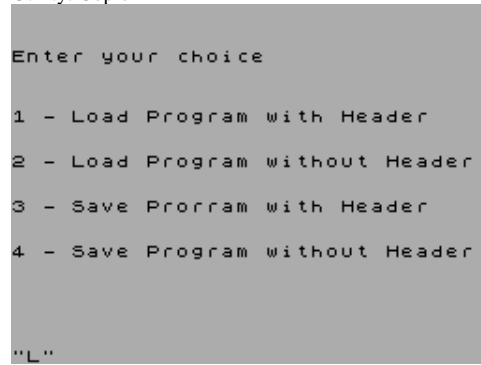 Enter your choice
1 - Load Program with Header
2 - Load Program without Header
3 - Save Prorram with Header
4 - Save Program without Header
"L"